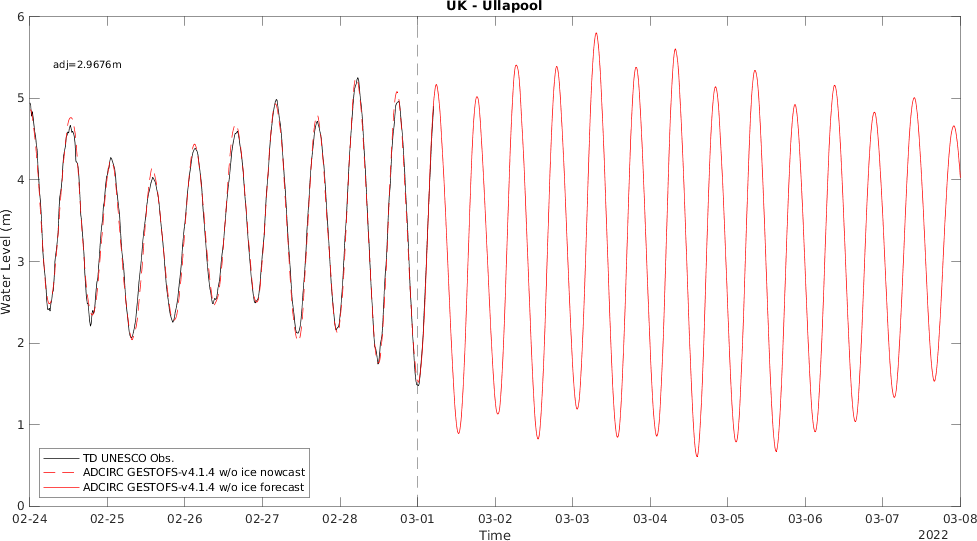 UK - Ullapool
adj=2.9676m
Water Level (m)
6
5
4
3
2
1
0
TD UNESCO Obs.
ADCIRC GESTOFS-v4.1.4 w/o ice nowcast
ADCIRC GESTOFS-v4.1.4 w/o ice forecast
02-24 02-25 02-26 02-27 02-28 03-01 03-02 03-03 03-04 03-05 03-06 03-07 03-08
Time
2022